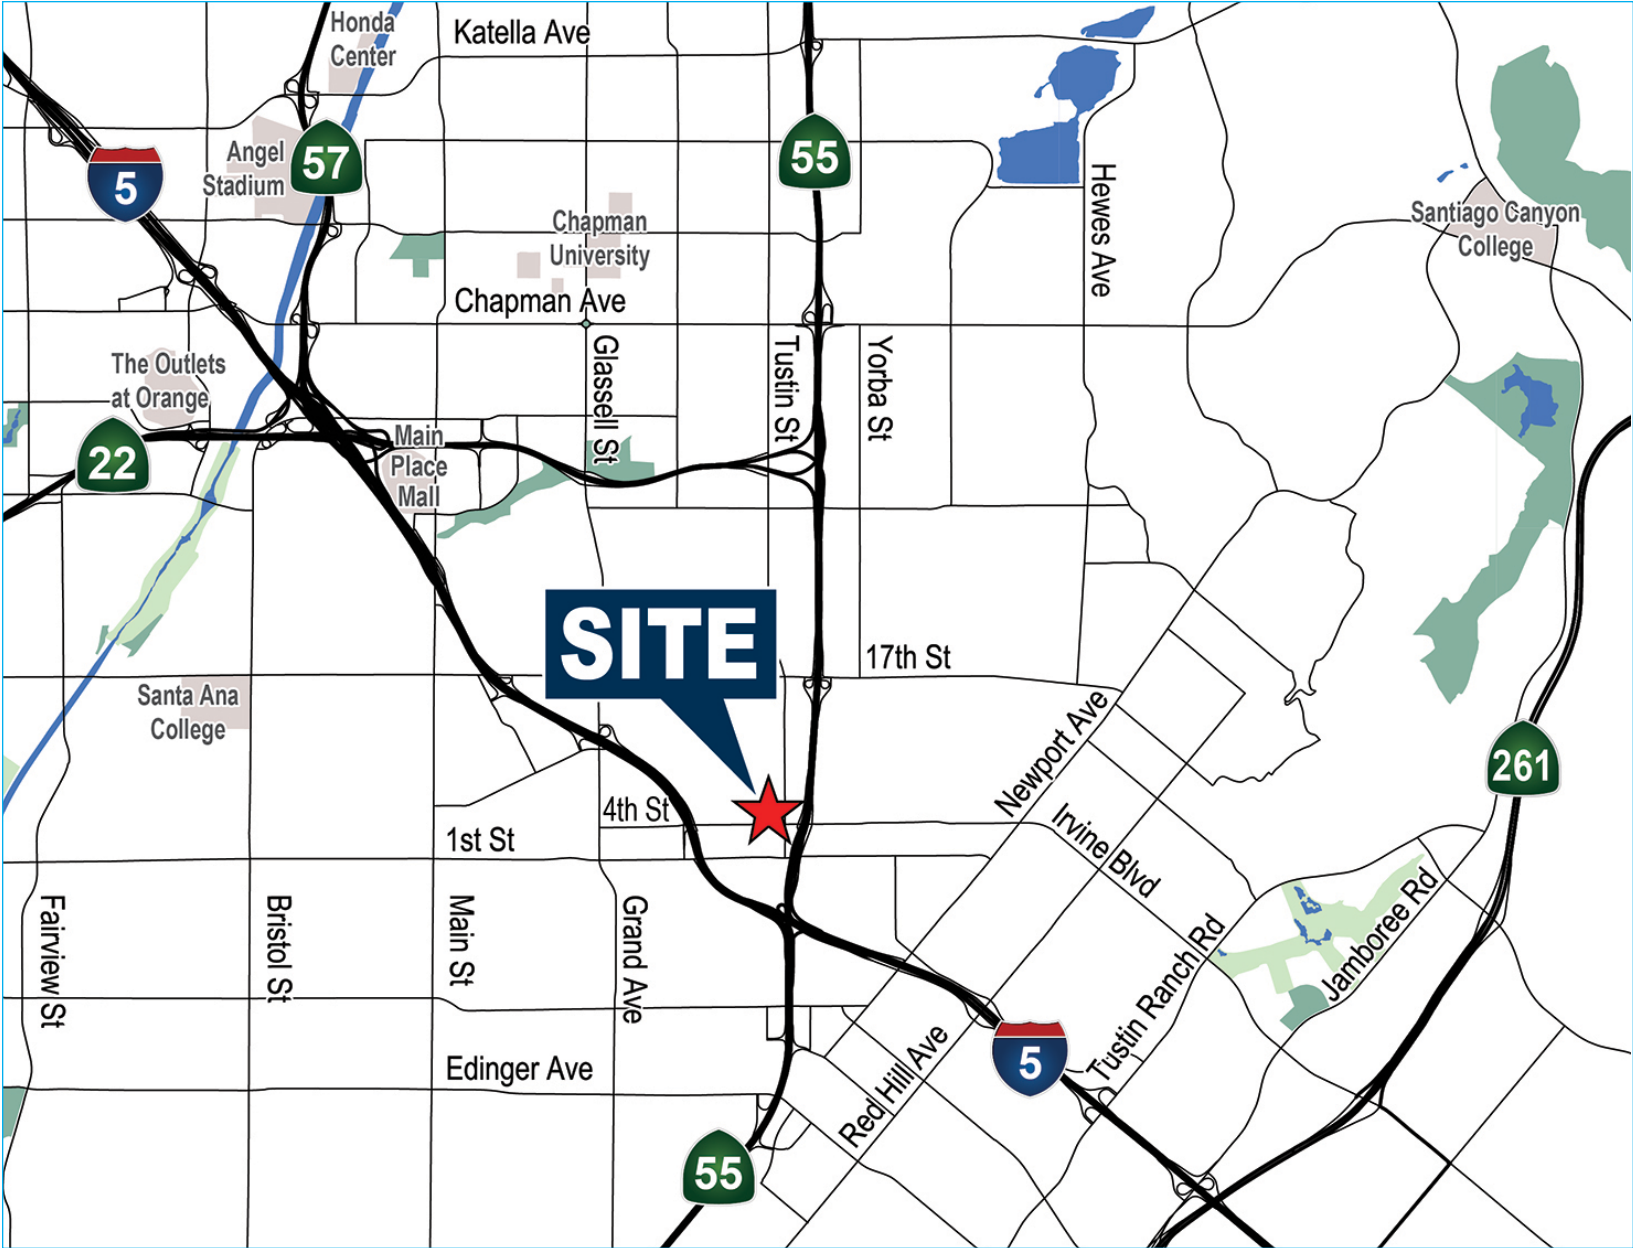 Honda
Center
Katella Ave
57
55
5
Angel
Stadium
Chapman
University
Hewes Ave
Santiago Canyon
College
Chapman Ave
The Outlets
at Orange
Glassell St
Tustin St
Yorba St
22
Main
Place
Mall
SITE
17th St
Santa Ana
College
Newport Ave
261
4th St
1st St
Irvine Blvd
Fairview St
Bristol St
Main St
Grand Ave
Jamboree Rd
Tustin Ranch Rd
Red Hill Ave
5
Edinger Ave
55